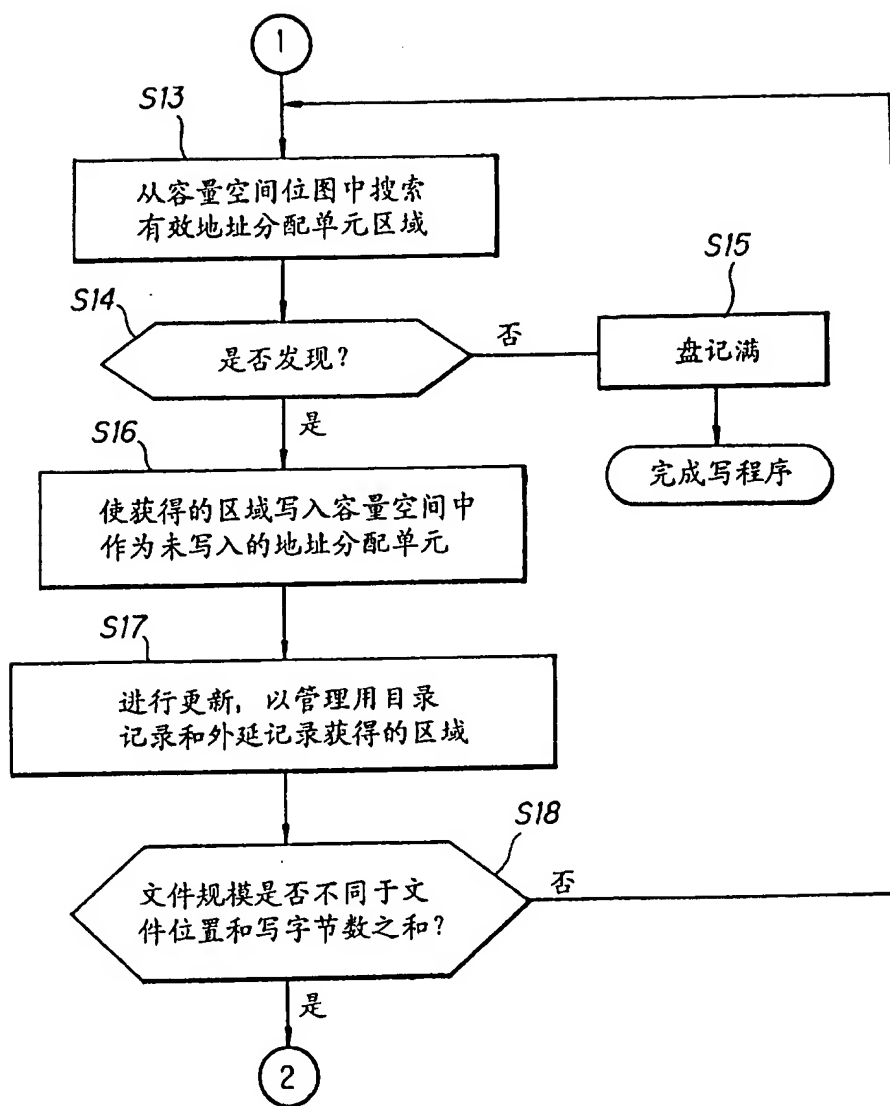 1
S13
从容量空间位图中搜索
有效地址分配单元区域
S14
是否发现?
否
S15
盘记满
完成写程序
是
S16
使获得的区域写入容量空间中
作为未写入的地址分配单元
S17
进行更新, 以管理用目录
记录和外延记录获得的区域
S18
文件规模是否不同于文
件位置和写字节数之和?
否
是
2